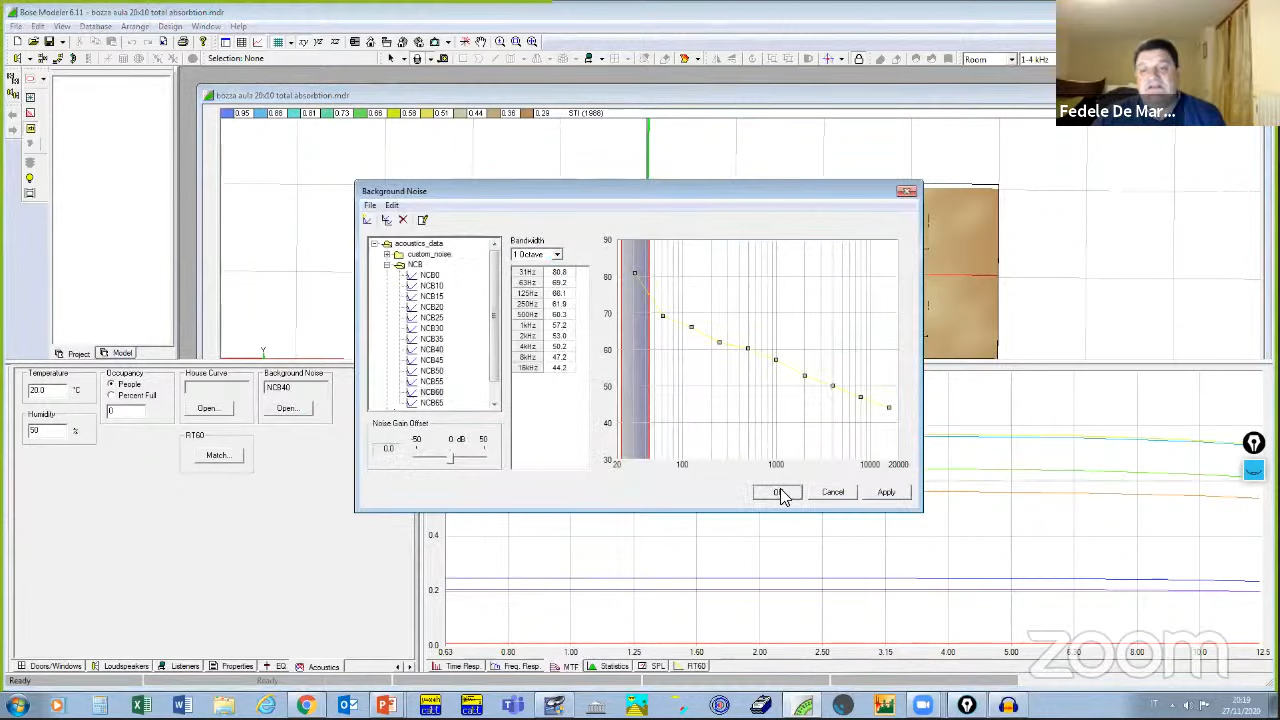 Bose Modeler 6.11 - bozza aula 20x10 total absorbtion.mdr
File Edit View Database Arrange Design Window Help
Selection: None
Room
1-4 kHz
Fedele De Mar...
bozza aula 20x10 total absorbtion.mdr
0.95 0.88 0.81 0.73 0.66 0.58 0.51 0.44 0.36 0.29 STI (1988)
Y
Project Model
Background Noise
File Edit
acoustics_data
custom_noise
NCB
NCB0
NCB10
NCB15
NCB20
NCB25
NCB30
NCB35
NCB40
NCB45
NCB50
NCB55
NCB60
NCB65
Bandwidth
1 Octave
31Hz 80.8
63Hz 69.2
125Hz 66.1
250Hz 61.9
500Hz 60.3
1kHz 57.2
2kHz 53.0
4kHz 50.2
8kHz 47.2
16kHz 44.2
90
80
70
60
50
40
30
20 100 1000 10000 20000
Noise Gain Offset
-50 0 dB 50
0.0
Cancel Apply
Temperature
20.0 °C
Humidity
50 %
Occupancy
People
Percent Full
0
House Curve
Open...
Background Noise
NCB40
Open...
RT60
Match...
0.4
0.2
0.0
0.63 0.80 1.00 1.25 1.60 2.00 2.50 3.15 4.00 5.00 6.30 8.00 10.0 12.5
Doors/Windows Loudspeakers Listeners Properties EQ Acoustics
Time Resp. Freq. Resp. MTF Statistics SPL RT60
Ready
Ready...
zoom
IT
20:19
27/11/2020